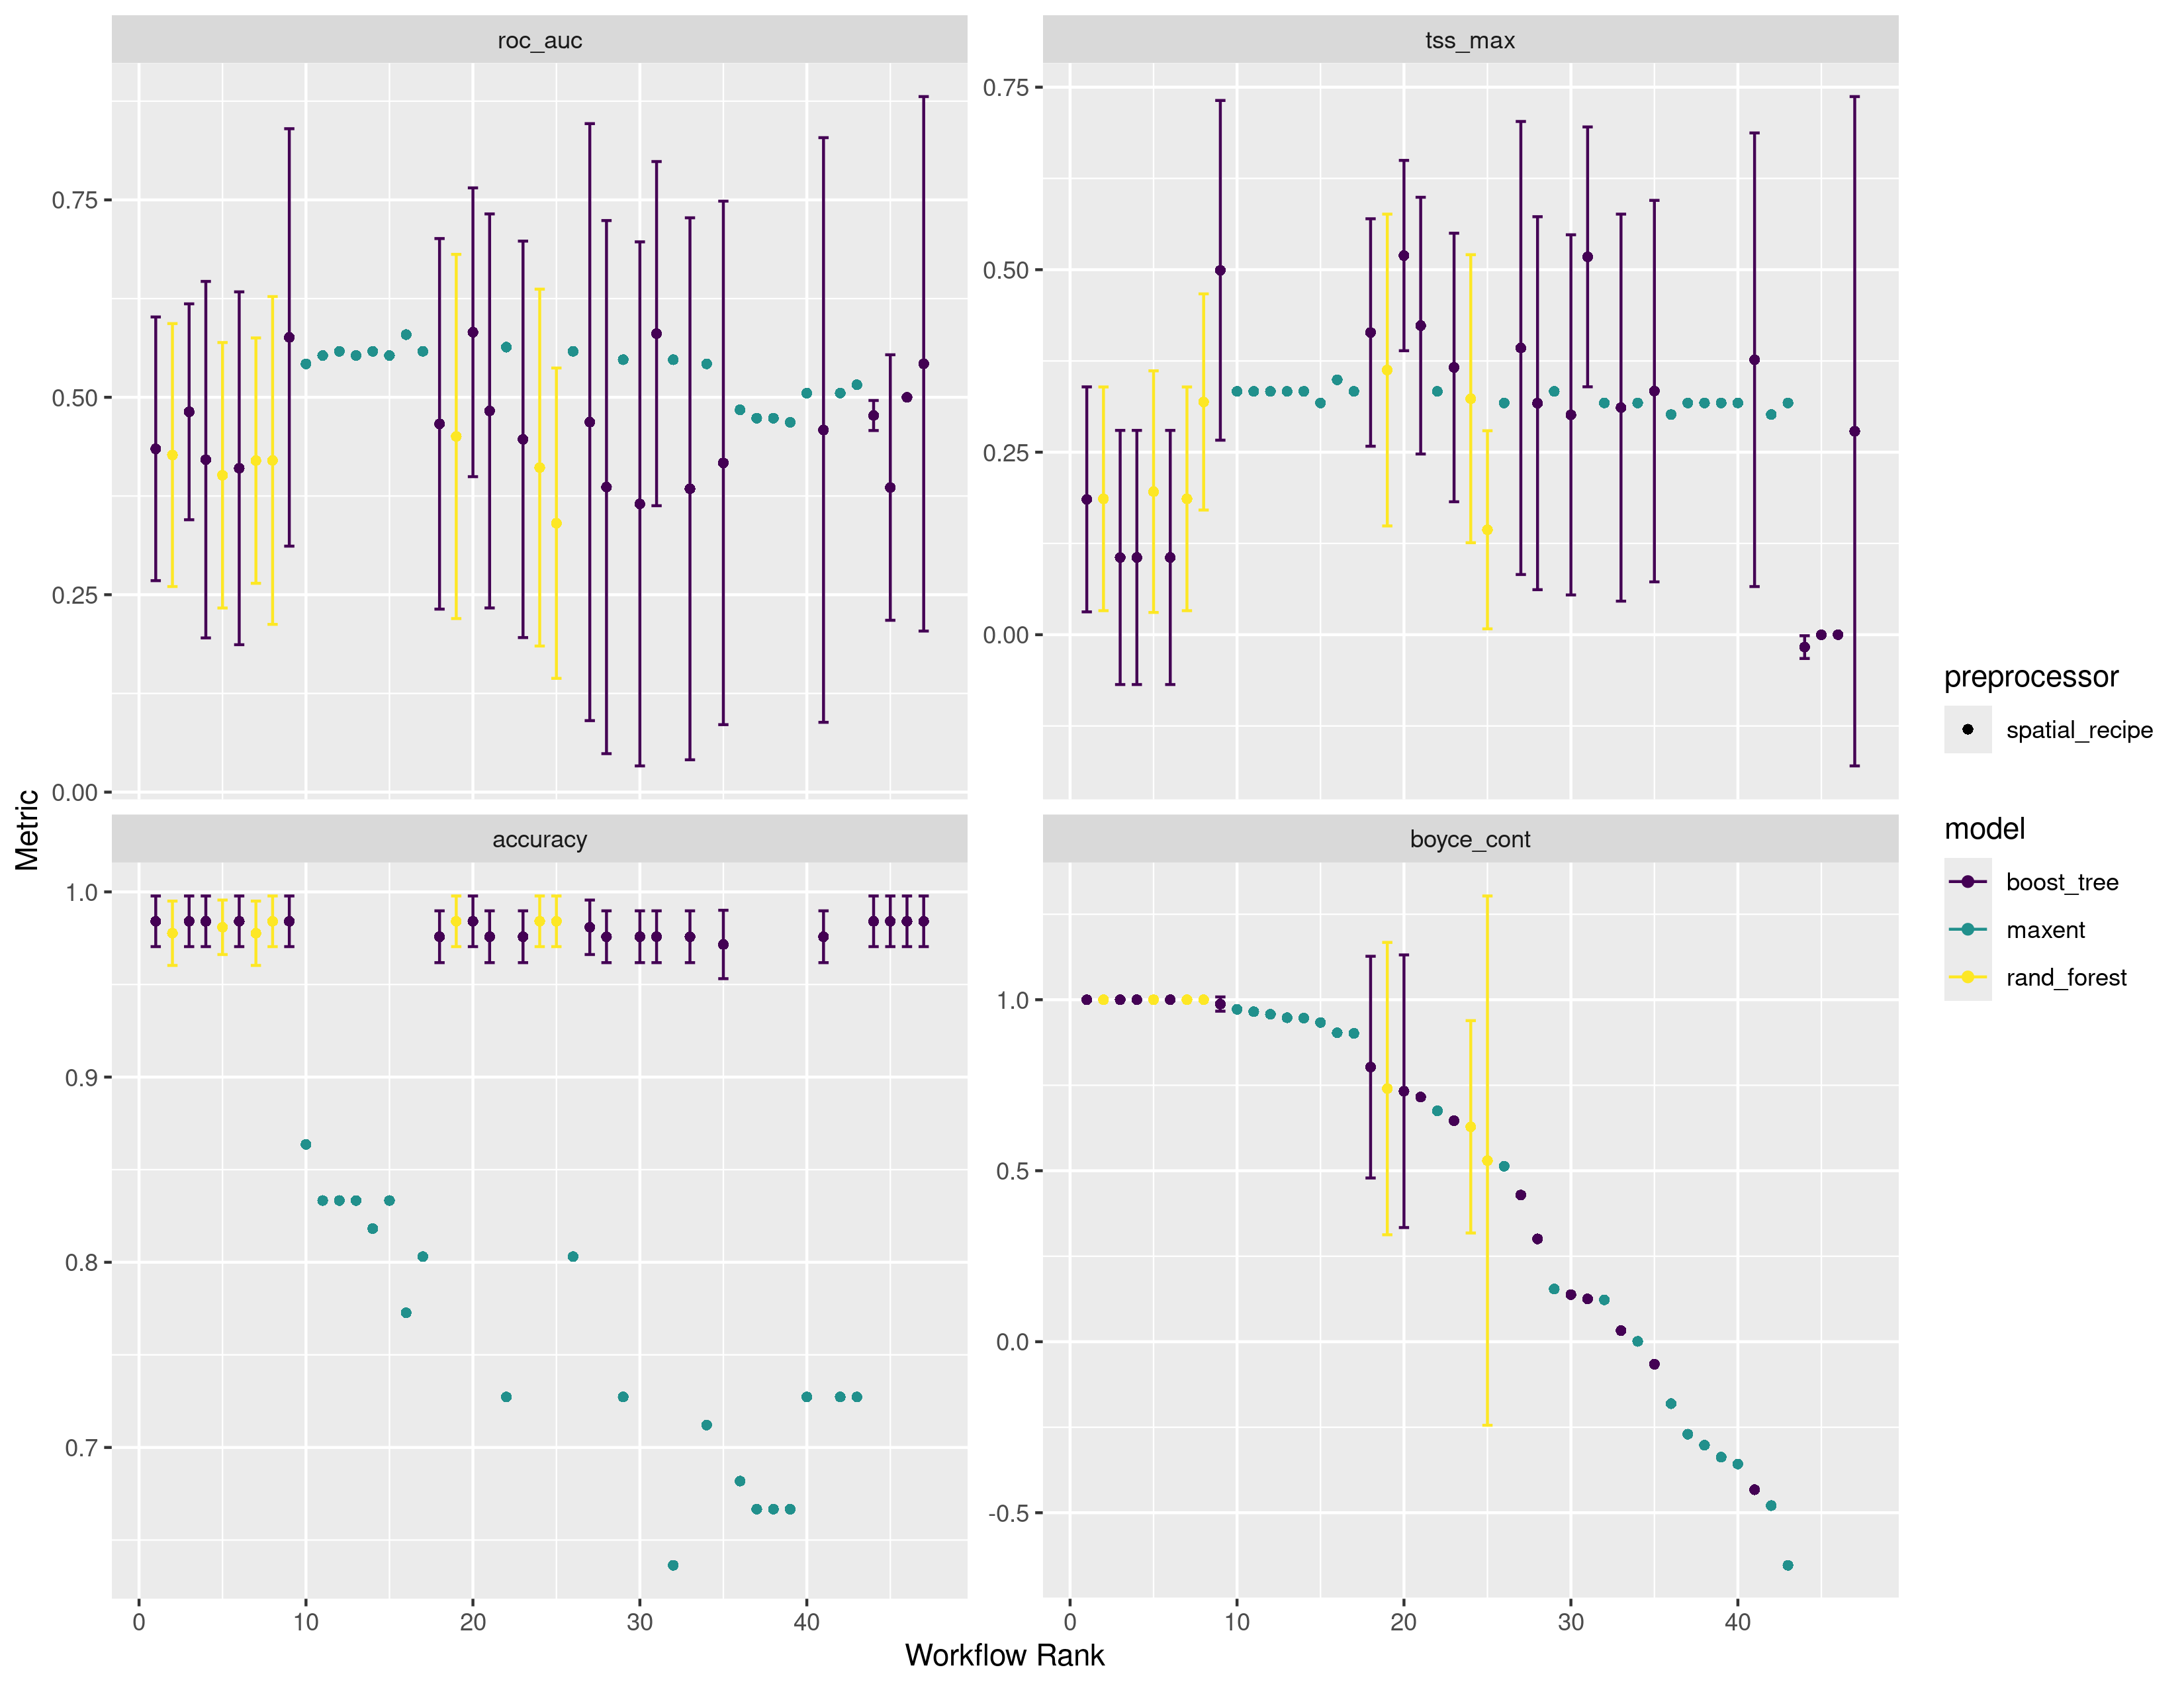 roc_auc
tss_max
0.75
0.50
0.25
0.00
0.75
0.50
0.25
0.00
accuracy
boyce_cont
1.0
0.9
0.8
0.7
1.0
0.5
0.0
-0.5
0 10 20 30 40
0 10 20 30 40
Workflow Rank
Metric
preprocessor
spatial_recipe
model
boost_tree
maxent
rand_forest